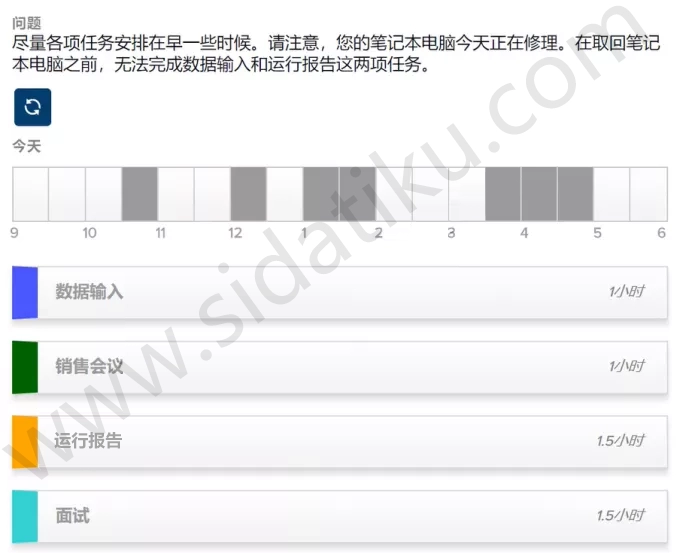 问题
尽量各项任务安排在早一些时候。请注意，您的笔记本电脑今天正在修理。在取回笔记
本电脑之前，无法完成数据输入和运行报告这两项任务。
今天
9 10 11 12 1 2 3 4 5 6
数据输入 1小时
销售会议 1小时
运行报告 1.5小时
面试 1.5小时
www.sidatiku.com